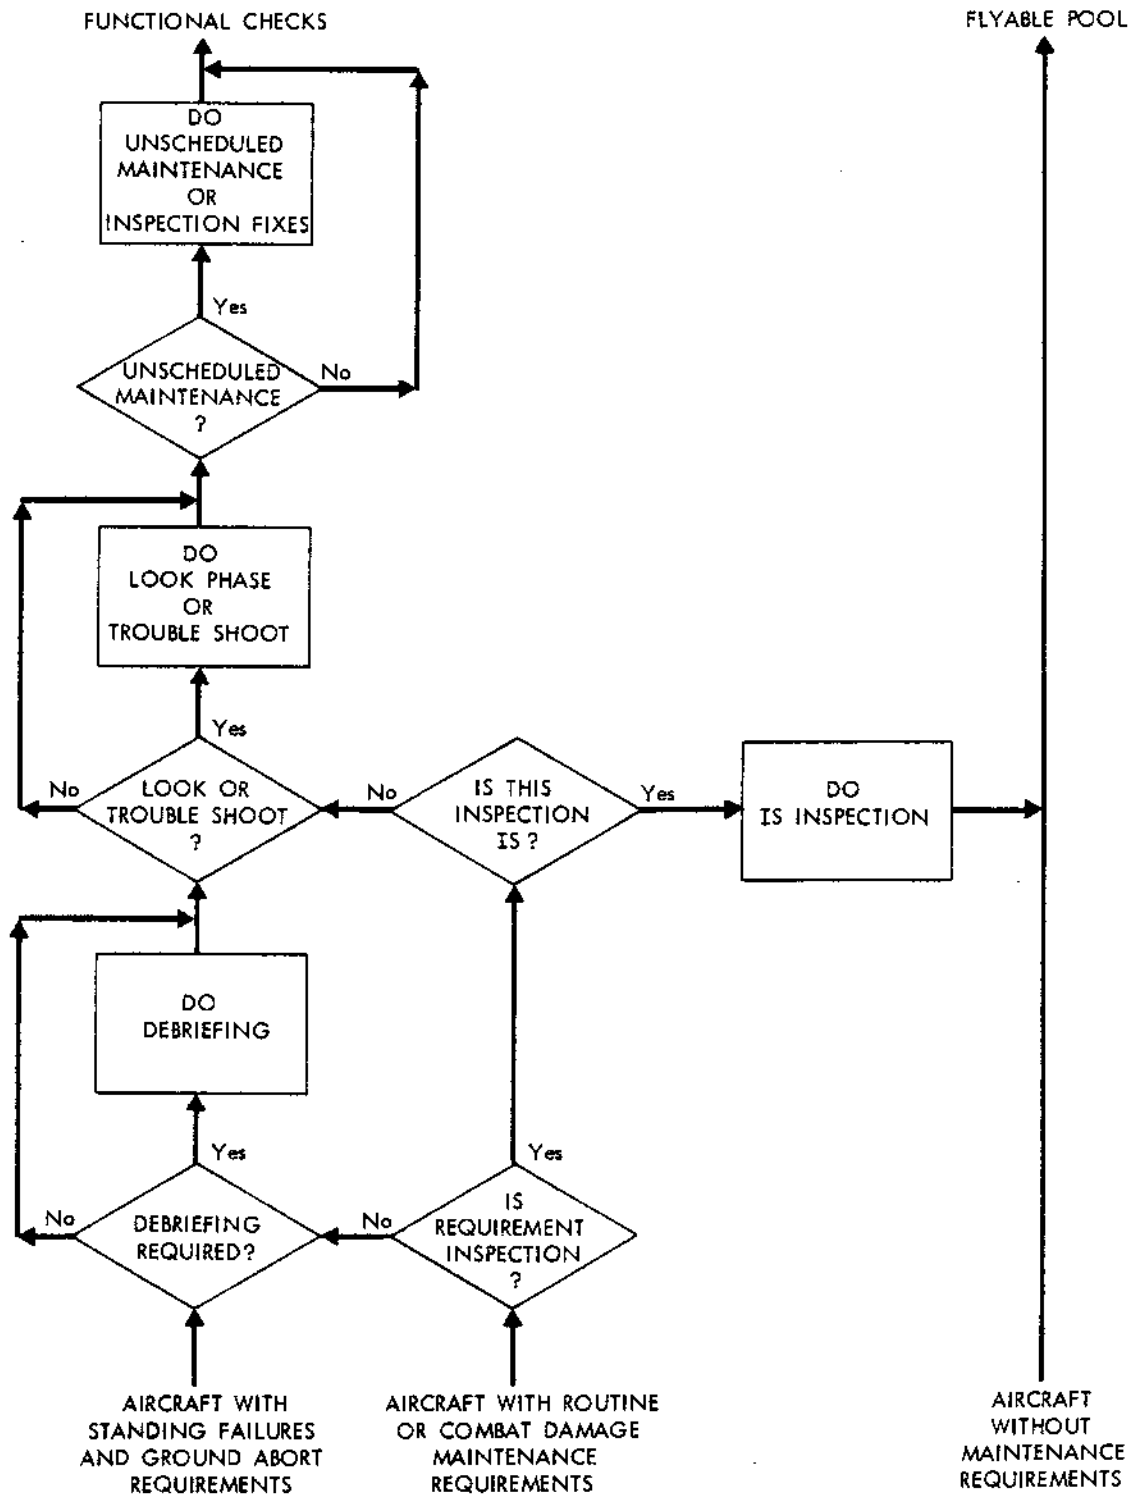 FUNCTIONAL CHECKS
FLYABLE POOL
DO
UNSCHEDULED
MAINTENANCE
OR
INSPECTION FIXES
Yes
UNSCHEDULED
MAINTENANCE
?
No
DO
LOOK PHASE
OR
TROUBLE SHOOT
Yes
No
LOOK OR
TROUBLE SHOOT
?
No
IS THIS
INSPECTION
IS?
Yes
DO
IS INSPECTION
DO
DEBRIEFING
Yes
No
DEBRIEFING
REQUIRED?
No
Yes
IS
REQUIREMENT
INSPECTION
?
AIRCRAFT WITH
STANDING FAILURES
AND GROUND ABORT
REQUIREMENTS
AIRCRAFT WITH ROUTINE
OR COMBAT DAMAGE
MAINTENANCE
REQUIREMENTS
AIRCRAFT
WITHOUT
MAINTENANCE
REQUIREMENTS